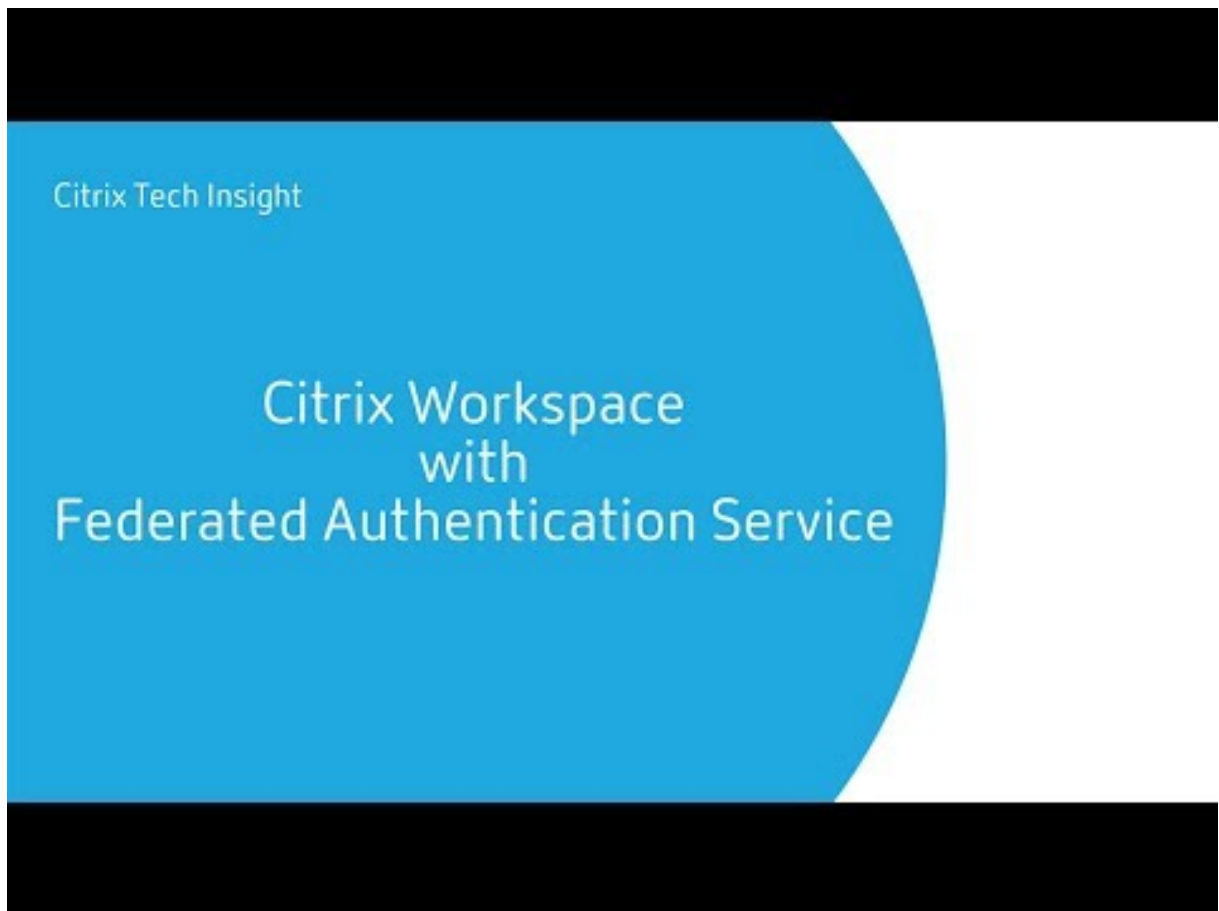 Citrix Tech Insight
Citrix Workspace
with
Federated Authentication Service